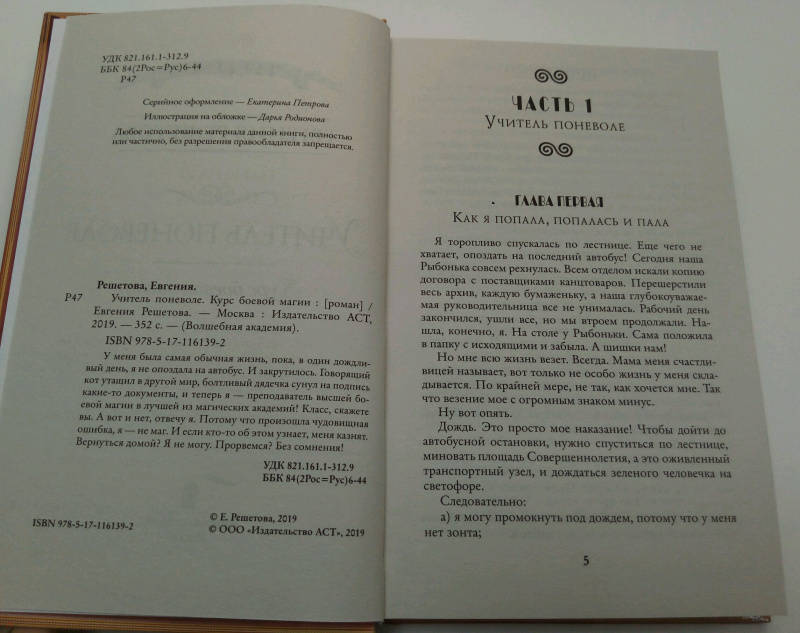 УДК 821.161.1-312.9
ББК 84(2Рос=Рус)6-44
Р47
Серийное оформление — Екатерина Петрова
Иллюстрация на обложке — Дарья Родионова
Любое использование материала данной книги, полностью
или частично, без разрешения правообладателя запрещается.
Решетова, Евгения.
Р47 Учитель поневоле. Курс боевой магии : [роман] /
Евгения Решетова. — Москва : Издательство АСТ,
2019. — 352 с. — (Волшебная академия).
ISBN 978-5-17-116139-2
У меня была самая обычная жизнь, пока, в один дождли-
вый день, я не опоздала на автобус. И закрутилось. Говорящий
кот утащил в другой мир, болтливый дядечка сунул на подпись
какие-то документы, и теперь я — преподаватель высшей бо-
евой магии в лучшей из магических академий! Класс, скажете
вы. А вот и нет, отвечу я. Потому что произошла чудовищная
ошибка, я — не маг. И если кто-то об этом узнает, меня казнят.
Вернуться домой? Я не могу. Прорвемся? Без сомнения!
УДК 821.161.1-312.9
ББК 84(2Рос=Рус)6-44
© Е. Решетова, 2019
ISBN 978-5-17-116139-2
© ООО «Издательство АСТ», 2019
ЧАСТЬ 1
Учитель поневоле
ГЛАВА ПЕРВАЯ
Как я попала, попалась и пала
Я торопливо спускалась по лестнице. Еще чего не
хватает, опоздать на последний автобус! Сегодня наша
Рыбонька совсем рехнулась. Всем отделом искали копию
договора с поставщиками канцтоваров. Перешерстили
весь архив, каждую бумаженку, а наша глубокоуважае-
мая руководительница все не унималась. Рабочий день
закончился, ушли все, но мы втроем продолжали. На-
шла, конечно, я. На столе у Рыбоньки. Сама положила
в папку с исходящими и забыла. А шишки нам!
Но мне всю жизнь везет. Всегда. Мама меня счастли-
вицей называет, вот только не особо жизнь у меня скла-
дывается. По крайней мере, не так, как хочется мне. Так
что везение мое с огромным знаком минус.
Ну вот опять.
Дождь. Это просто мое наказание! Чтобы дойти до
автобусной остановки, нужно спуститься по лестнице,
миновать площадь Совершеннолетия, а это оживленный
транспортный узел, и дождаться зеленого человечка на
светофоре.
Следовательно:
а) я могу промокнуть под дождем, потому что у меня
нет зонта;
5